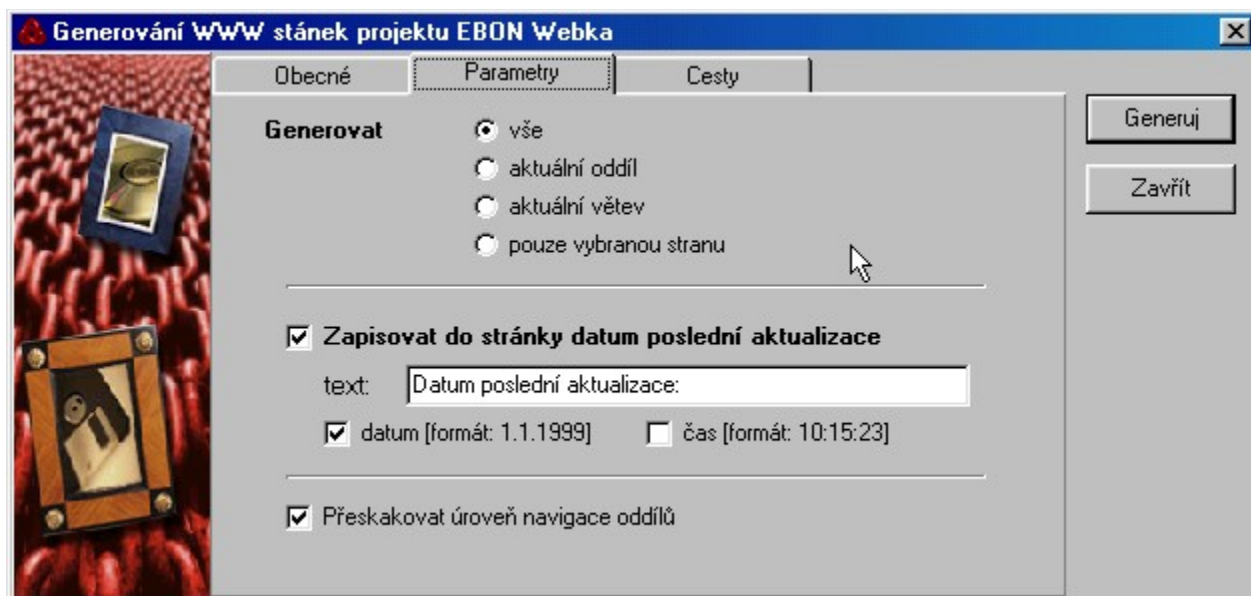 Generování WWW stánek projektu EBON Webka
Obecné
Parametry
Cesty
Generovat
vše
aktuální oddíl
aktuální větev
pouze vybranou stranu
Generuj
Zavřít
Zapisovat do stránky datum poslední aktualizace
text: Datum poslední aktualizace:
datum [formát: 1.1.1999] čas [formát: 10:15:23]
Přeskakovat úroveň navigace oddílů